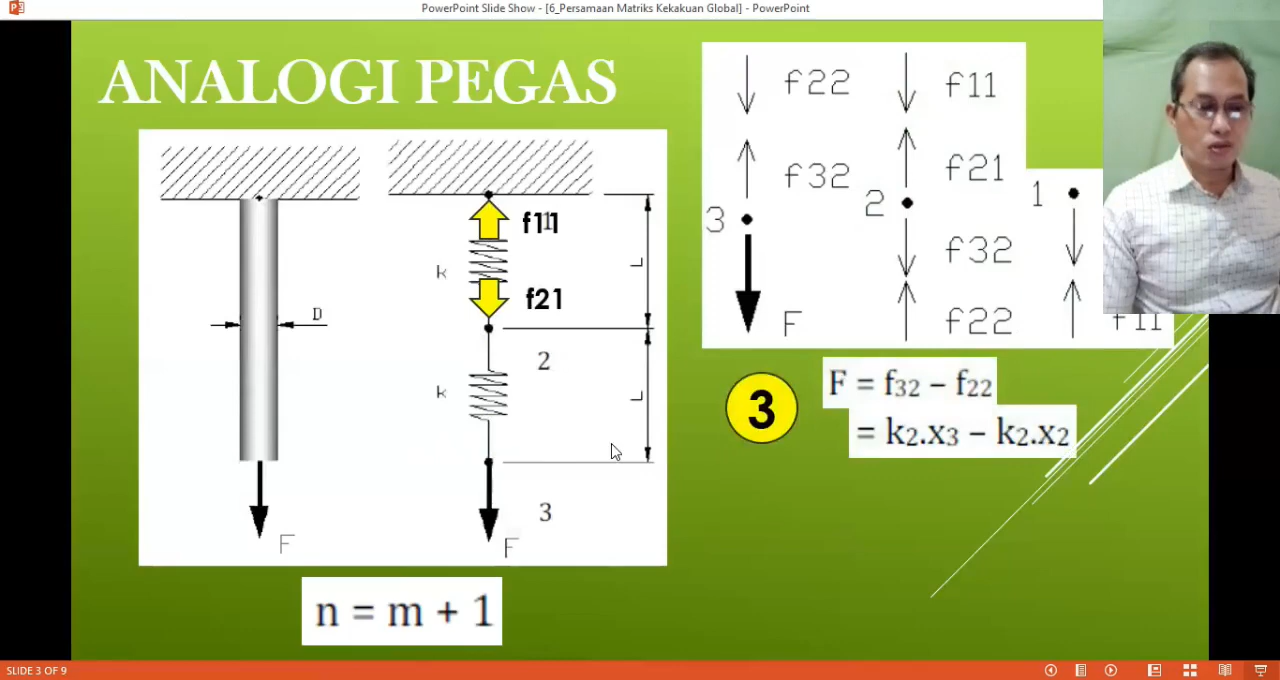 PowerPoint Slide Show - [6_Persamaan Matriks Kekakuan Global] - PowerPoint
ANALOGI PEGAS
D
F
f11
k
L
f21
2
k
L
3
F
n = m + 1
f22
f11
f32
f21
3
2
1
f32
F
f22
f11
3
F = f32 – f22
= k2.x3 – k2.x2
SLIDE 3 OF 9